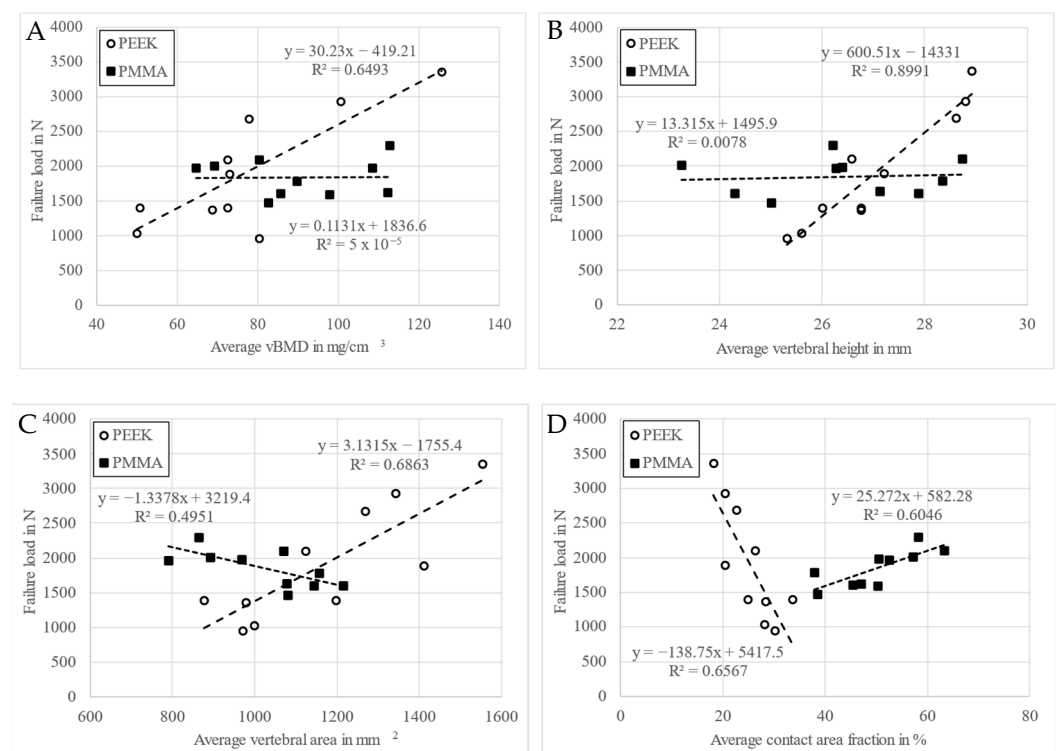 A
4000
3500
3000
2500
2000
1500
1000
500
0
Failure load in N
PEEK
PMMA
y = 30.23x − 419.21
R² = 0.6493
y = 0.1131x + 1836.6
R² = 5 x 10⁻⁵
40 60 80 100 120 140
Average vBMD in mg/cm ³
B
4000
3500
3000
2500
2000
1500
1000
500
0
Failure load in N
PEEK
PMMA
y = 600.51x − 14331
R² = 0.8991
y = 13.315x + 1495.9
R² = 0.0078
22 24 26 28 30
Average vertebral height in mm
C
4000
3500
3000
2500
2000
1500
1000
500
0
Failure load in N
PEEK
PMMA
y = 3.1315x − 1755.4
R² = 0.6863
y = −1.3378x + 3219.4
R² = 0.4951
600 800 1000 1200 1400 1600
Average vertebral area in mm ²
D
4000
3500
3000
2500
2000
1500
1000
500
0
Failure load in N
PEEK
PMMA
y = 25.272x + 582.28
R² = 0.6046
y = −138.75x + 5417.5
R² = 0.6567
0 20 40 60 80
Average contact area fraction in %